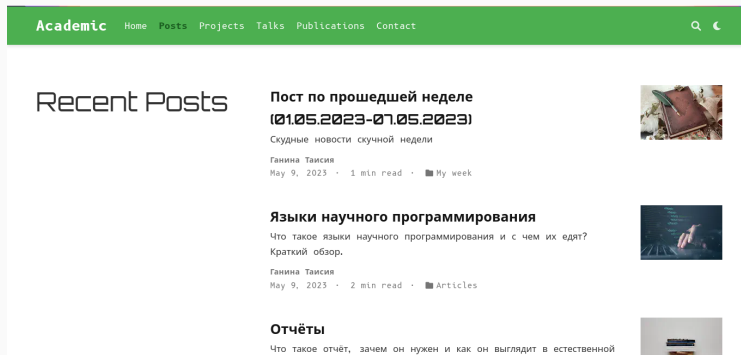 Academic Home Posts Projects Talks Publications Contact
Recent Posts
Пост по прошедшей неделе
(01.05.2023-07.05.2023)
Скудные новости скучной недели
Ганина Таисия
May 9, 2023 · 1 min read · My week
Языки научного программирования
Что такое языки научного программирования и с чем их едят?
Краткий обзор.
Ганина Таисия
May 9, 2023 · 2 min read · Articles
Отчёты
Что такое отчёт, зачем он нужен и как он выглядит в естественной